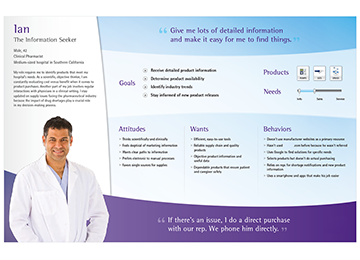 Ian
The Information Seeker
Male, 42
Clinical Pharmacist
Medium-sized hospital in Southern California
My role requires me to identify products that meet my
hospital's needs. As a scientific, objective thinker, I am
constantly evaluating cost versus benefit when it comes to
product purchases. Another part of my job involves regular
interactions with physicians in a clinical setting. I stay
updated on supply issues facing the pharmaceutical industry
because the impact of drug shortages play a crucial role in
my decision-making process.
“ Give me lots of detailed information
and make it easy for me to find things. ”
Goals
Receive detailed product information
Determine product availability
Identify industry trends
Stay informed of new product releases
Products
Needs
Info
Service
Attitudes
Thinks scientifically and clinically
Feels skeptical of marketing information
Wants clear paths to information
Prefers electronic to manual processes
Favors single source for supplies
Wants
Efficient, easy-to-use tools
Reliable supply chain and quality
products
Objective product information and
useful data
Dependable products that ensure patient
and caregiver safety
Behaviors
Doesn't use manufacturer websites as a primary resource
Hasn't used before because he wasn't referred
Uses Google to find solutions for specific needs
Selects products but doesn't do actual purchasing
Relies on reps for shortage notifications and new product
information
Uses a smartphone and apps that make his job easier
“ If there's an issue, I do a direct purchase
with our rep. We phone him directly. ”